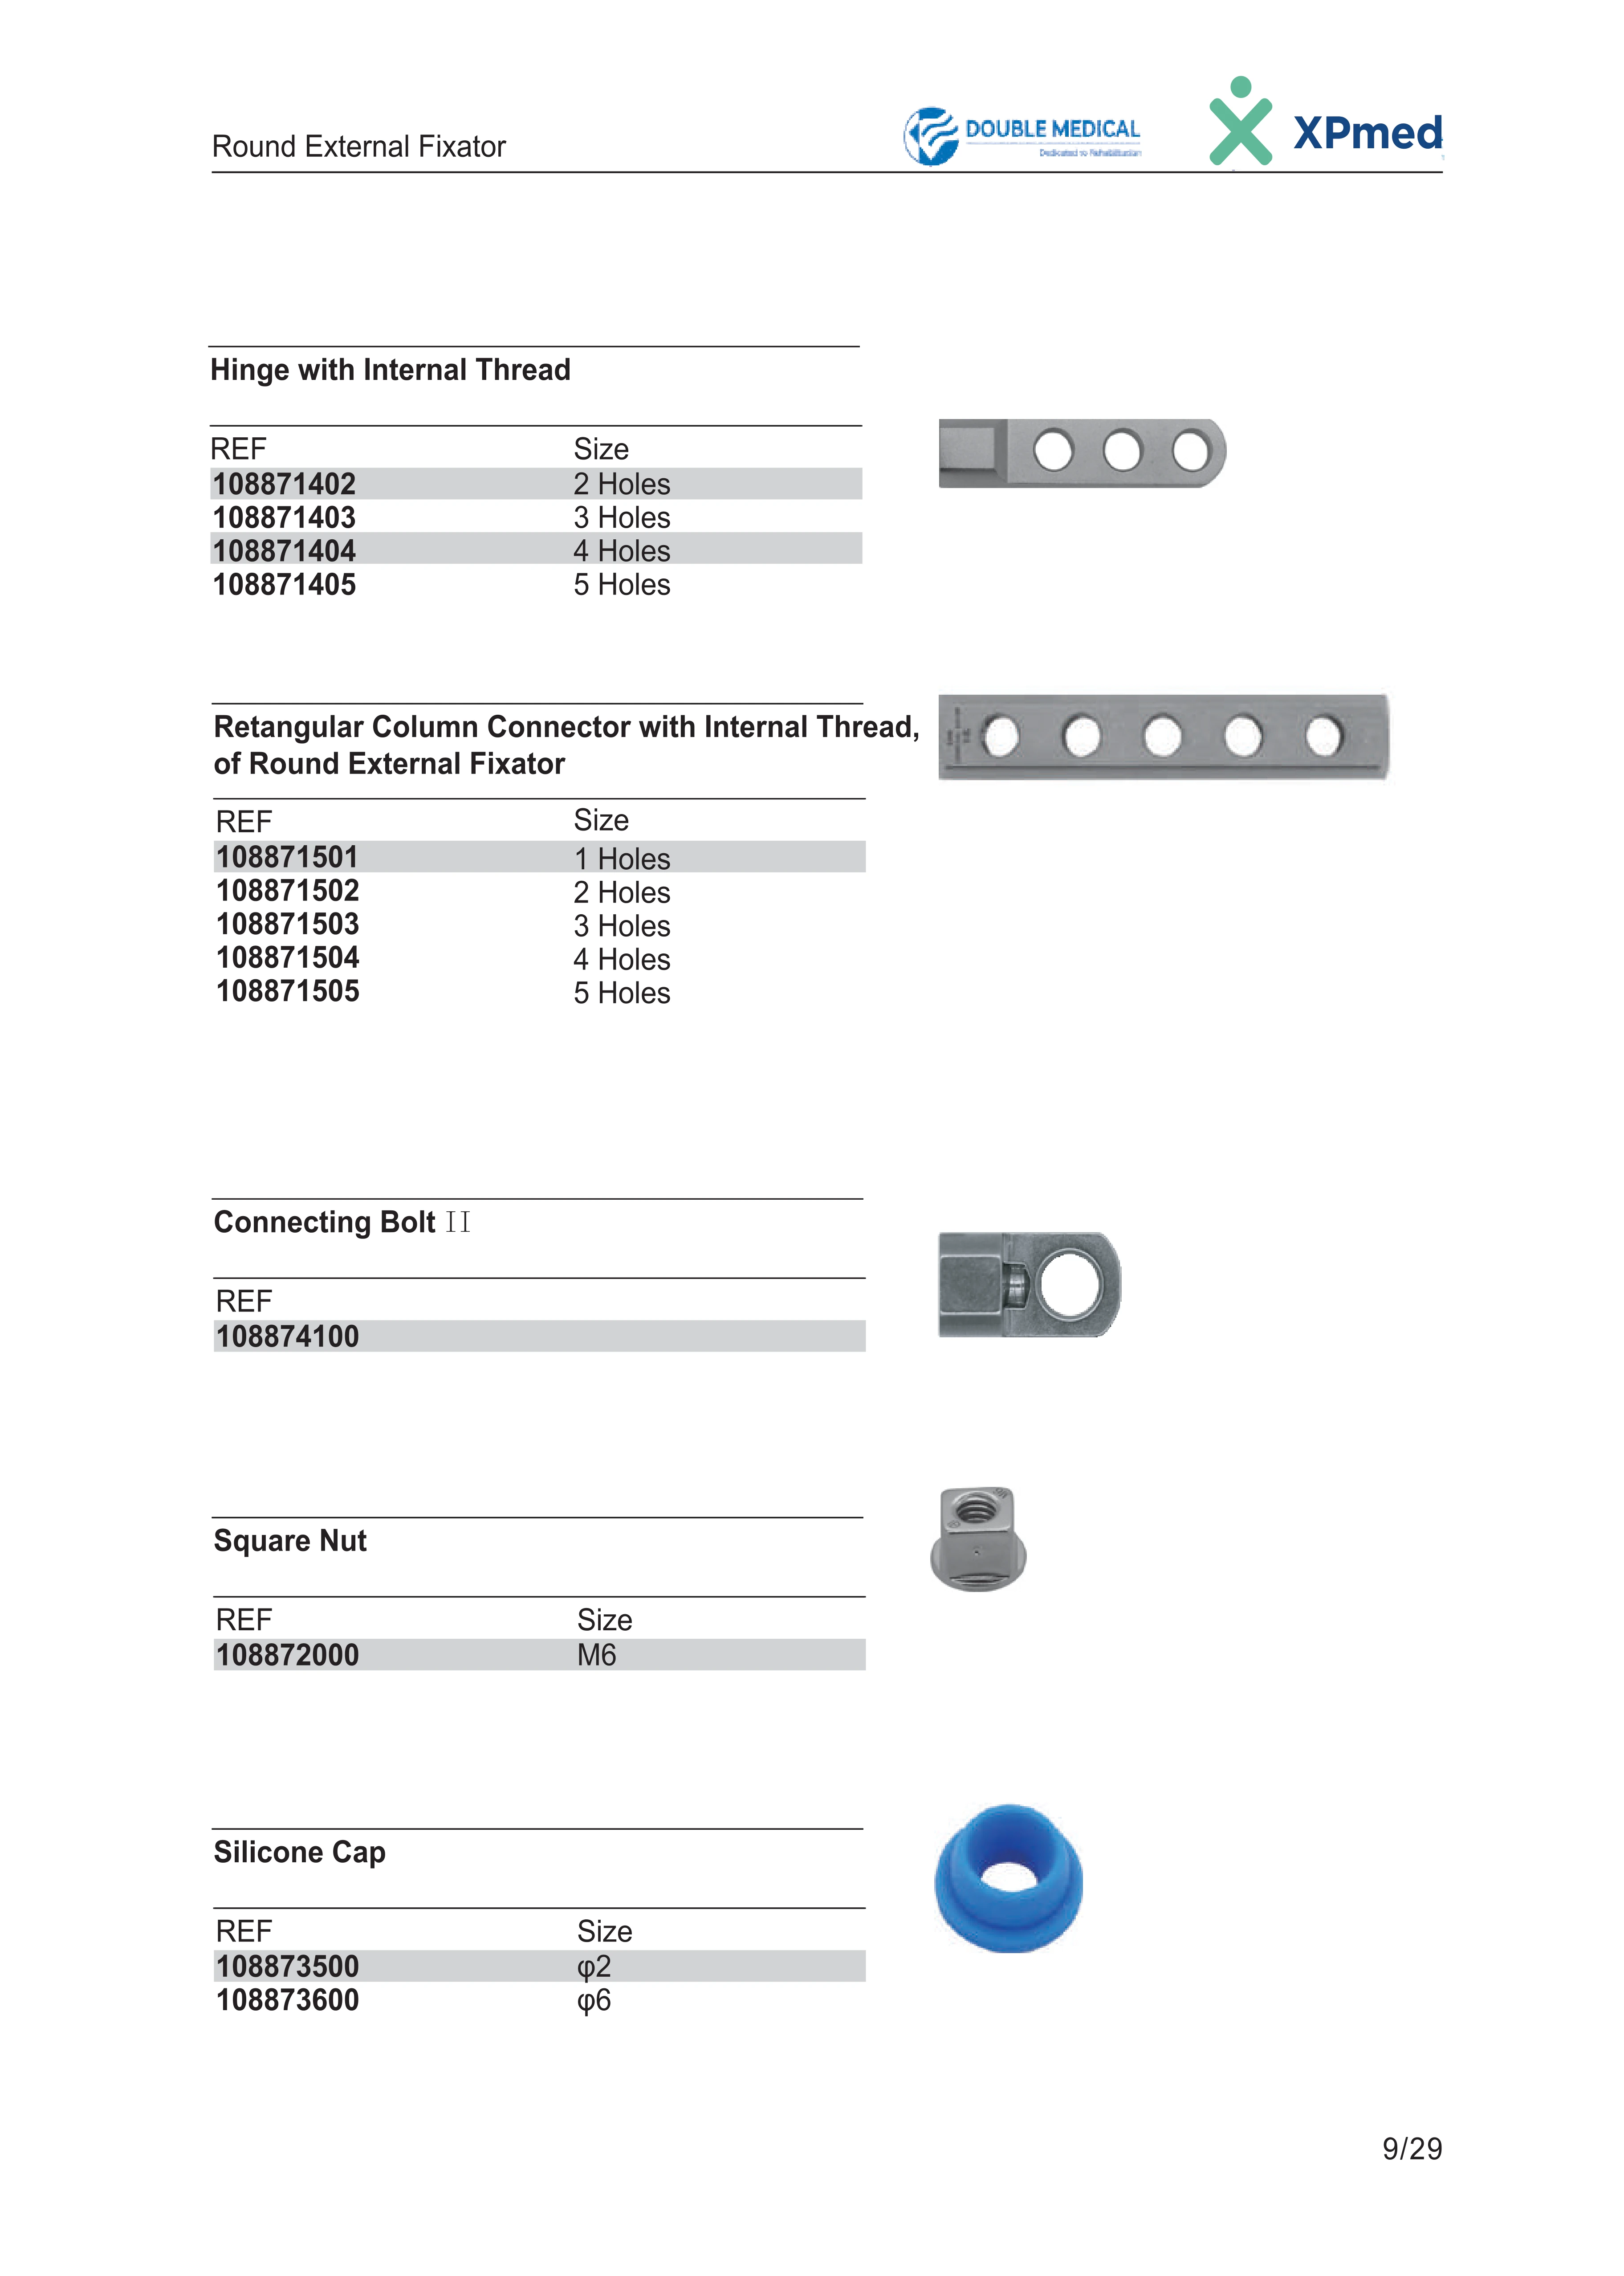 Round External Fixator
DOUBLE MEDICAL
Dedicated to Rehabilitation
XPmed
Hinge with Internal Thread
REF Size
108871402 2 Holes
108871403 3 Holes
108871404 4 Holes
108871405 5 Holes
Retangular Column Connector with Internal Thread,
of Round External Fixator
REF Size
108871501 1 Holes
108871502 2 Holes
108871503 3 Holes
108871504 4 Holes
108871505 5 Holes
Connecting Bolt II
REF
108874100
Square Nut
REF Size
108872000 M6
Silicone Cap
REF Size
108873500 φ2
108873600 φ6
9/29